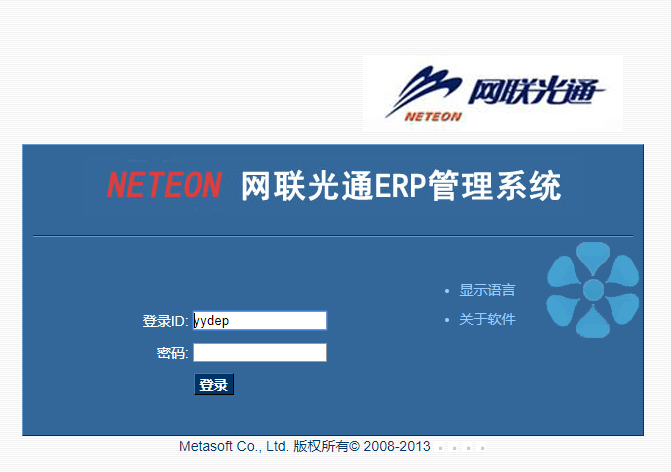 网联光通
NETEON
NETEON 网联光通ERP管理系统
显示语言
关于软件
登录ID: yydep
密码:
登录
Metasoft Co., Ltd. 版权所有© 2008-2013